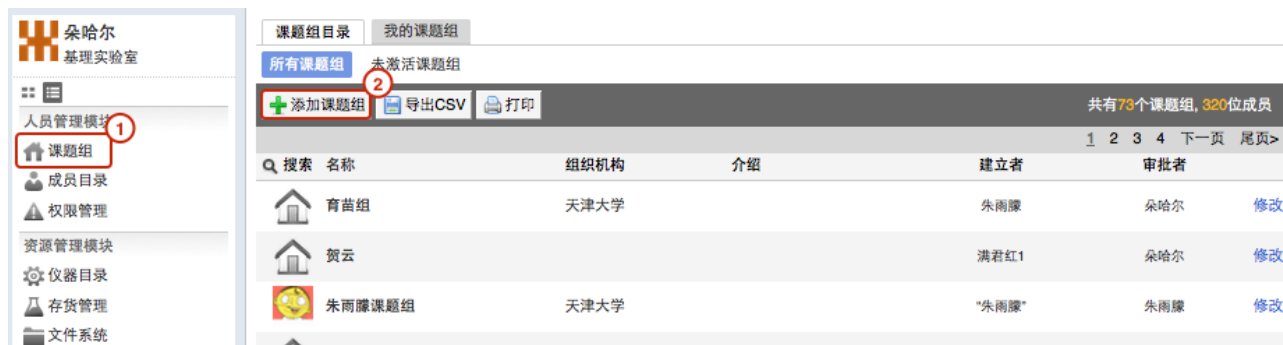 朵哈尔
基理实验室
人员管理模块
1
课题组
成员目录
权限管理
资源管理模块
仪器目录
存货管理
文件系统
课题组目录 我的课题组
所有课题组 未激活课题组
2
添加课题组 导出CSV 打印 共有73个课题组, 320位成员
1 2 3 4 下一页 尾页>
搜索 名称 组织机构 介绍 建立者 审批者
育苗组 天津大学 朱雨朦 朵哈尔 修改
贺云 满君红1 朵哈尔 修改
朱雨朦课题组 天津大学 "朱雨朦" 朱雨朦 修改